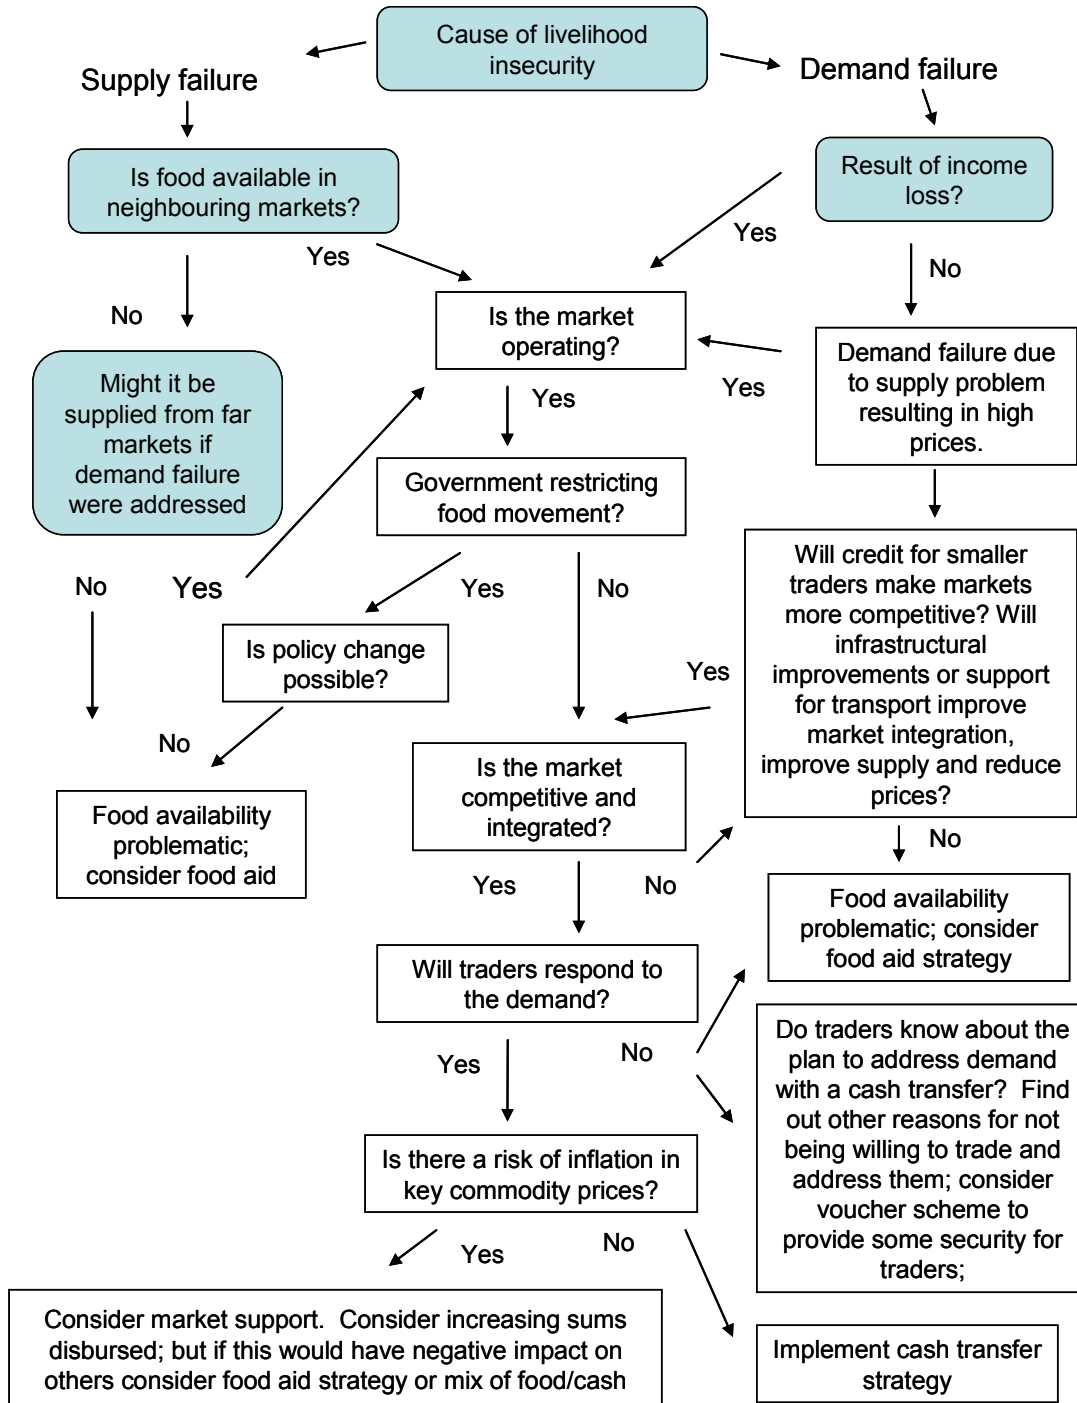 Cause of livelihood
insecurity
Supply failure
Demand failure
Is food available in
neighbouring markets?
Result of income
loss?
Yes
Yes
No
No
Is the market
operating?
Demand failure due
to supply problem
resulting in high
prices.
Might it be
supplied from far
markets if
demand failure
were addressed
Yes
Yes
Government restricting
food movement?
No
Yes
Yes
No
Will credit for smaller
traders make markets
more competitive? Will
infrastructural
improvements or support
for transport improve
market integration,
improve supply and reduce
prices?
Is policy change
possible?
Yes
No
Is the market
competitive and
integrated?
Food availability
problematic;
consider food aid
No
Yes
No
Food availability
problematic; consider
food aid strategy
Will traders respond to
the demand?
Yes
No
Do traders know about the
plan to address demand
with a cash transfer? Find
out other reasons for not
being willing to trade and
address them; consider
voucher scheme to
provide some security for
traders;
Is there a risk of inflation in
key commodity prices?
Yes
No
Consider market support. Consider increasing sums
disbursed; but if this would have negative impact on
others consider food aid strategy or mix of food/cash
Implement cash transfer
strategy